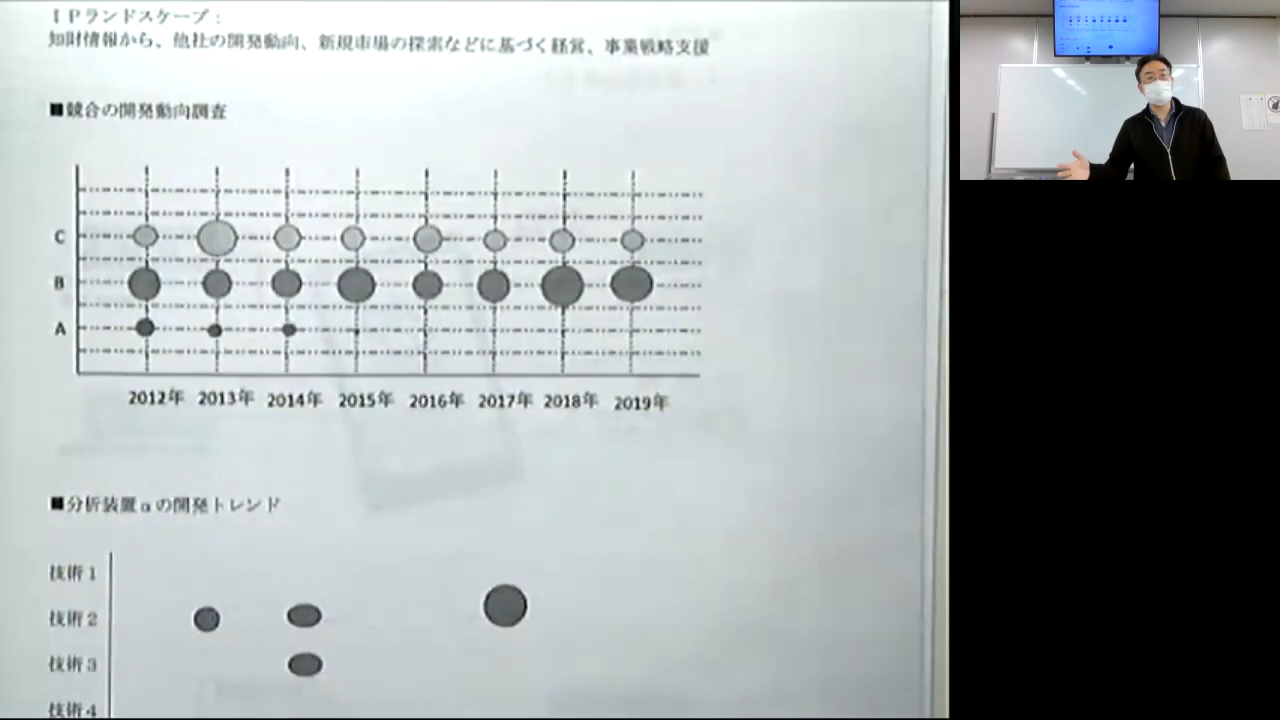 ＩＰランドスケープ：
知財情報から、他社の開発動向、新規市場の探索などに基づく経営、事業戦略支援
■競合の開発動向調査
C
B
A
2012年 2013年 2014年 2015年 2016年 2017年 2018年 2019年
■分析装置αの開発トレンド
技術１
技術２
技術３
技術４